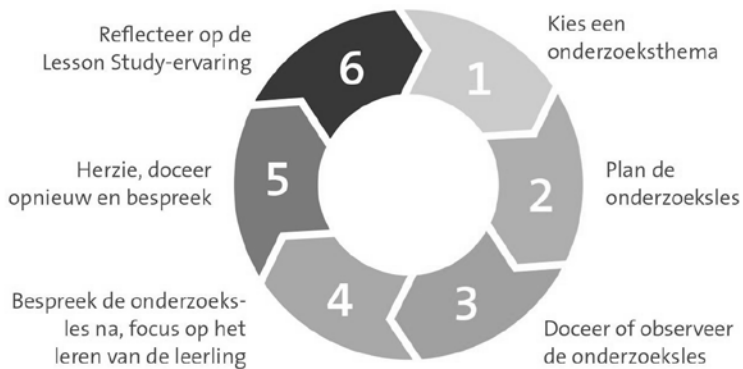 1
Kies een
onderzoeksthema
2
Plan de
onderzoeksles
3
Doceer of observeer
de onderzoeksles
4
Bespreek de onderzoeks-
les na, focus op het
leren van de leerling
5
Herzie, doceer
opnieuw en bespreek
6
Reflecteer op de
Lesson Study-ervaring